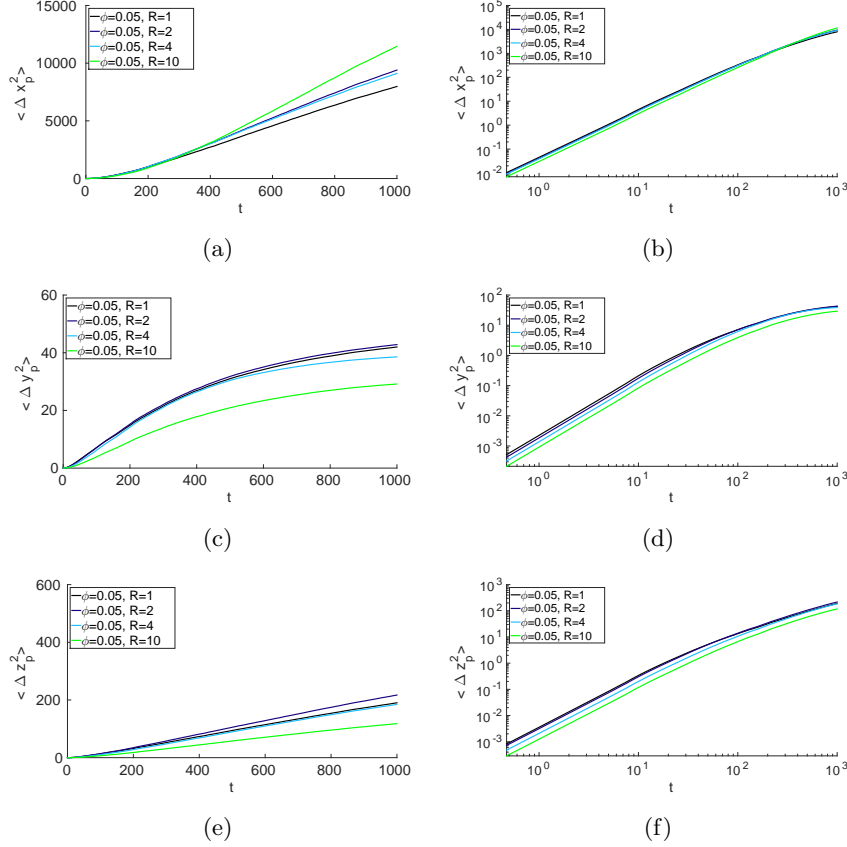 15000
10000
5000
0
0 200 400 600 800 1000
< Δ x_p^2>
t
ϕ=0.05, R=1
ϕ=0.05, R=2
ϕ=0.05, R=4
ϕ=0.05, R=10
(a)
10^5
10^4
10^3
10^2
10^1
10^0
10^-1
10^-2
10^0 10^1 10^2 10^3
< Δ x_p^2>
t
ϕ=0.05, R=1
ϕ=0.05, R=2
ϕ=0.05, R=4
ϕ=0.05, R=10
(b)
60
40
20
0
0 200 400 600 800 1000
< Δ y_p^2>
t
ϕ=0.05, R=1
ϕ=0.05, R=2
ϕ=0.05, R=4
ϕ=0.05, R=10
(c)
10^2
10^1
10^0
10^-1
10^-2
10^-3
10^0 10^1 10^2 10^3
< Δ y_p^2>
t
ϕ=0.05, R=1
ϕ=0.05, R=2
ϕ=0.05, R=4
ϕ=0.05, R=10
(d)
600
400
200
0
0 200 400 600 800 1000
< Δ z_p^2>
t
ϕ=0.05, R=1
ϕ=0.05, R=2
ϕ=0.05, R=4
ϕ=0.05, R=10
(e)
10^3
10^2
10^1
10^0
10^-1
10^-2
10^-3
10^0 10^1 10^2 10^3
< Δ z_p^2>
t
ϕ=0.05, R=1
ϕ=0.05, R=2
ϕ=0.05, R=4
ϕ=0.05, R=10
(f)